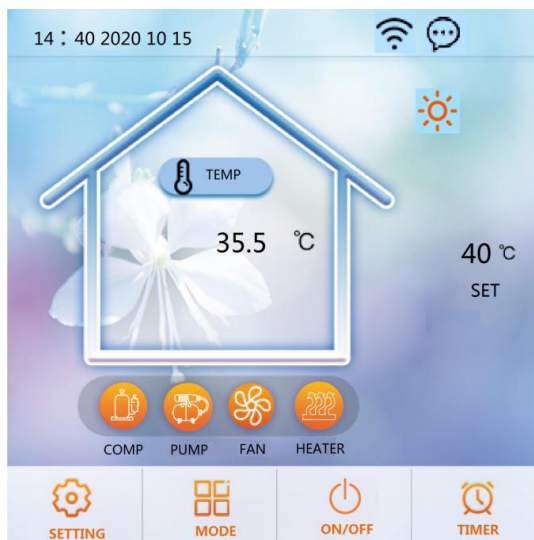 14：40 2020 10 15
TEMP
35.5 ℃
40 ℃
SET
COMP PUMP FAN HEATER
SETTING MODE ON/OFF TIMER